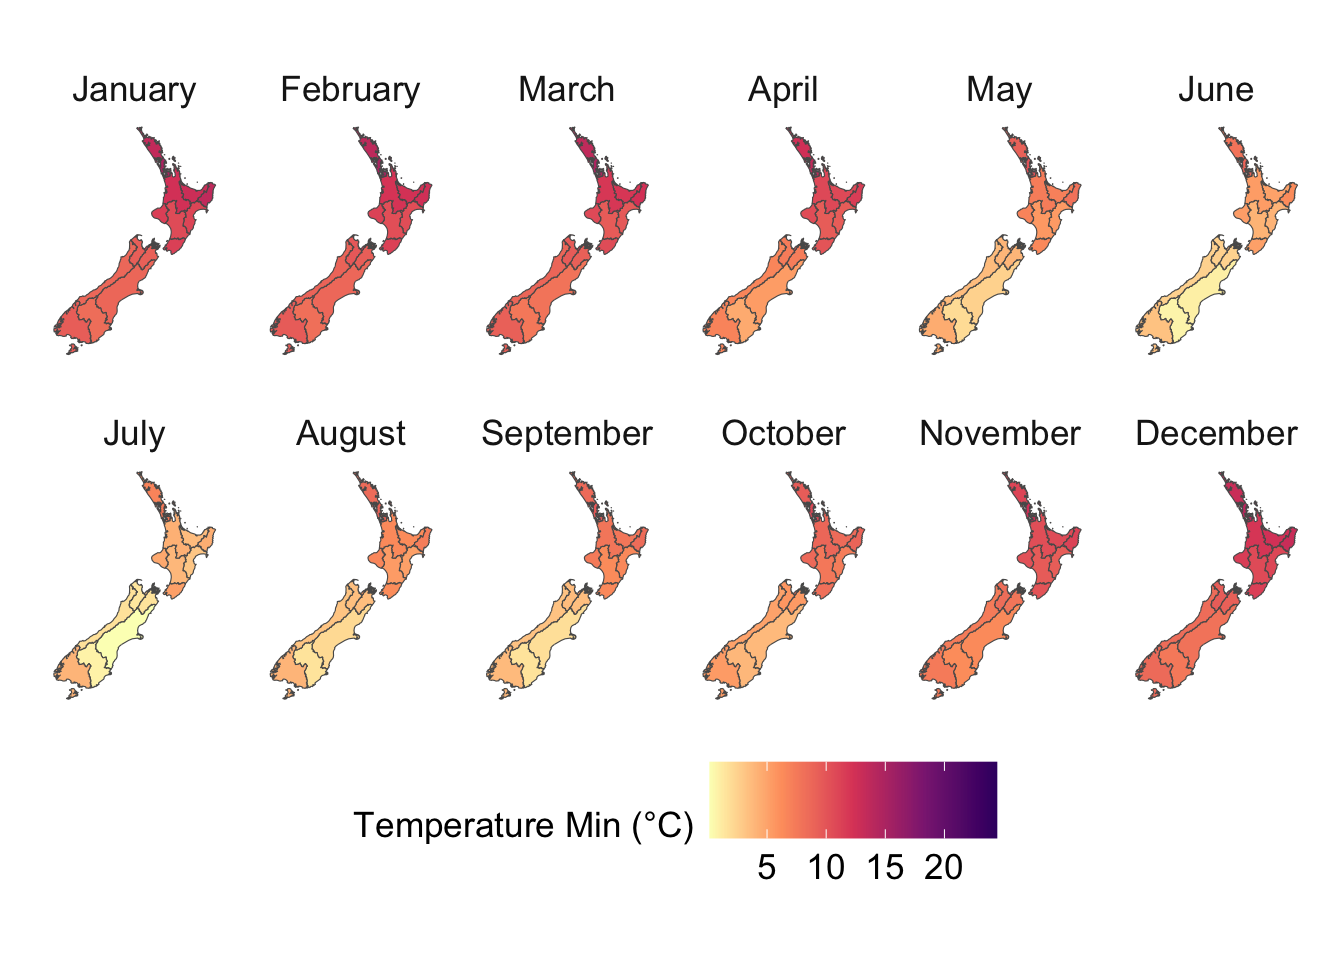 January February March April May June
July August September October November December
Temperature Min (°C)
5 10 15 20